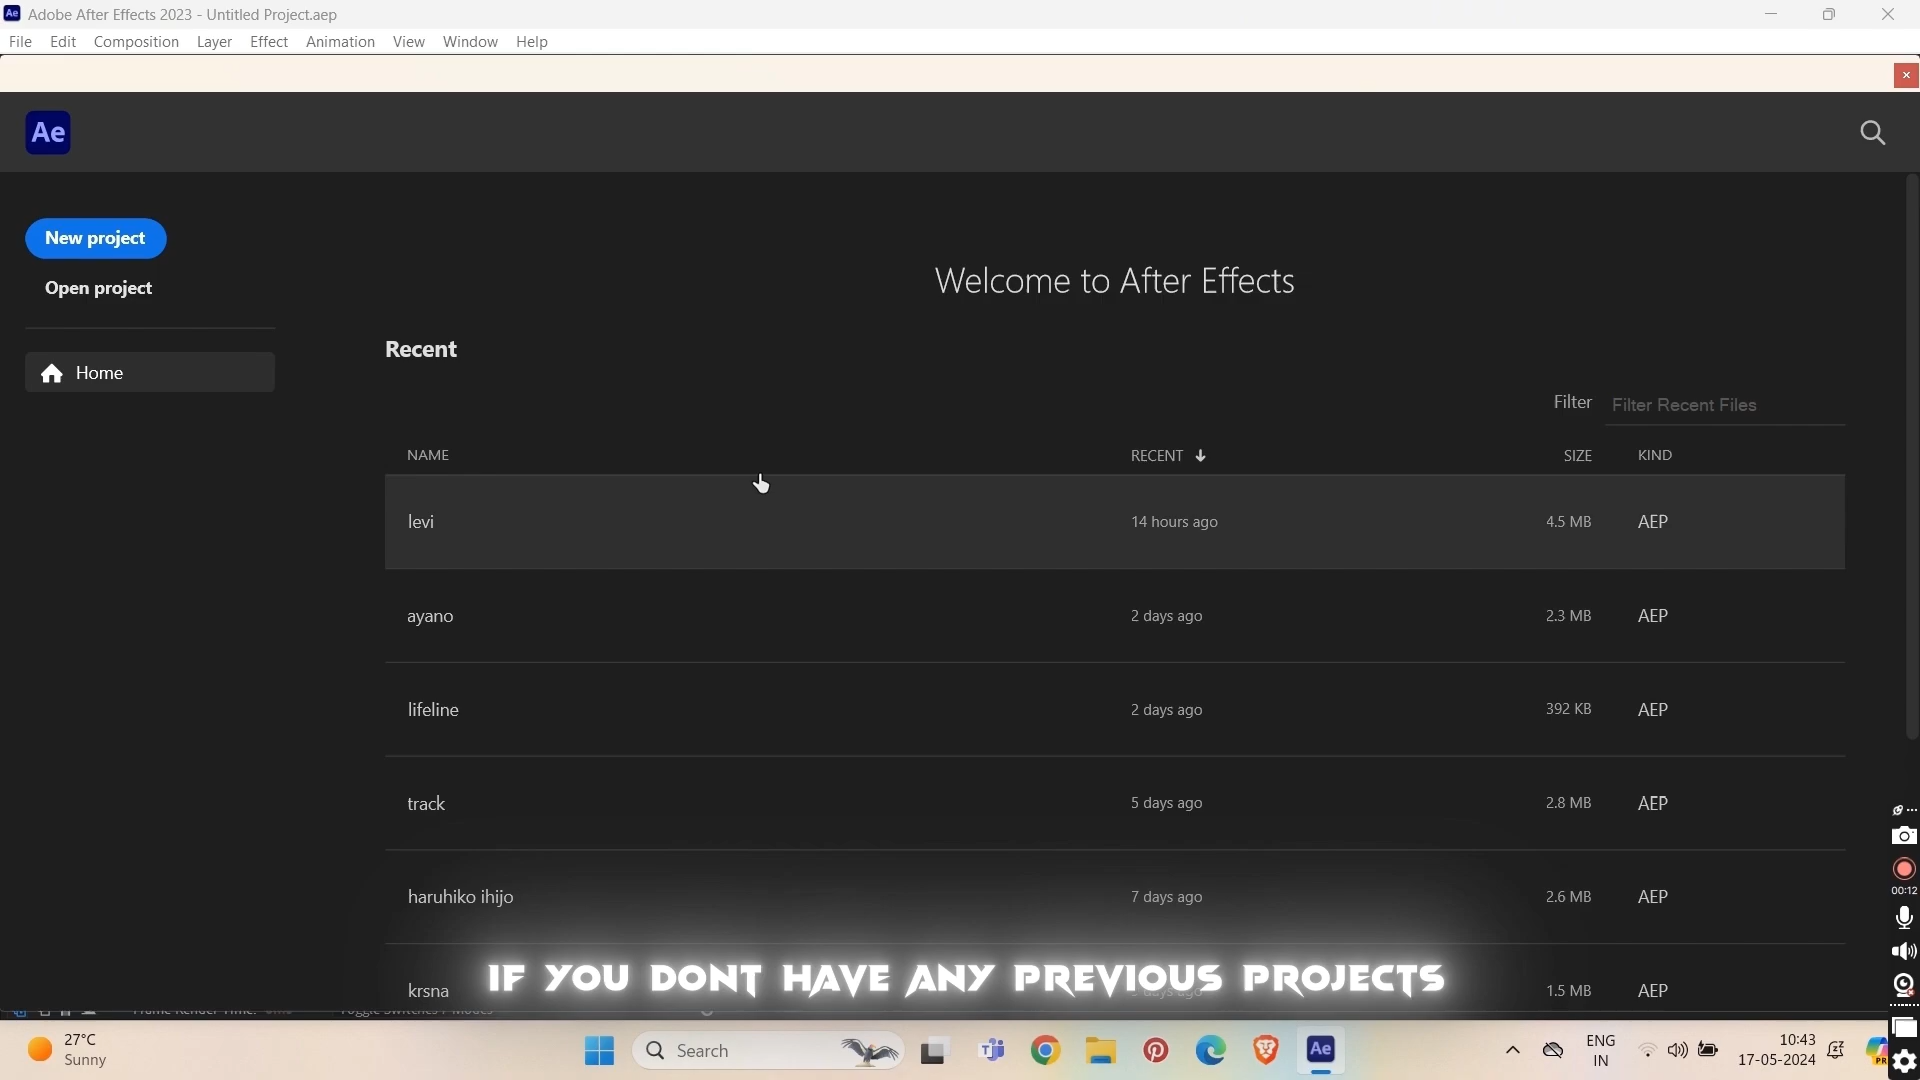 Adobe After Effects 2023 - Untitled Project.aep
File Edit Composition Layer Effect Animation View Window Help
Ae
New project
Open project
Home
Welcome to After Effects
Recent
Filter Filter Recent Files
NAME RECENT SIZE KIND
levi 14 hours ago 4.5 MB AEP
ayano 2 days ago 2.3 MB AEP
lifeline 2 days ago 392 KB AEP
track 5 days ago 2.8 MB AEP
haruhiko ihijo 7 days ago 2.6 MB AEP
krsna 1.5 MB AEP
IF YOU DONT HAVE ANY PREVIOUS PROJECTS
00:12
27°C
Sunny
Search
Ae
ENG
IN
10:43
17-05-2024